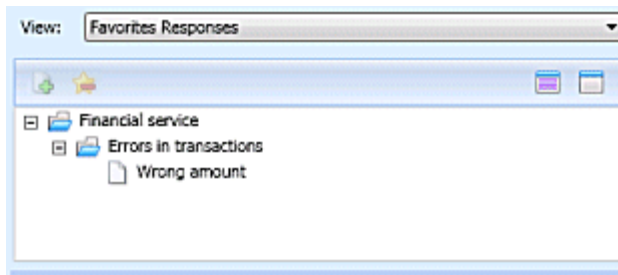 View: Favorites Responses
Financial service
Errors in transactions
Wrong amount